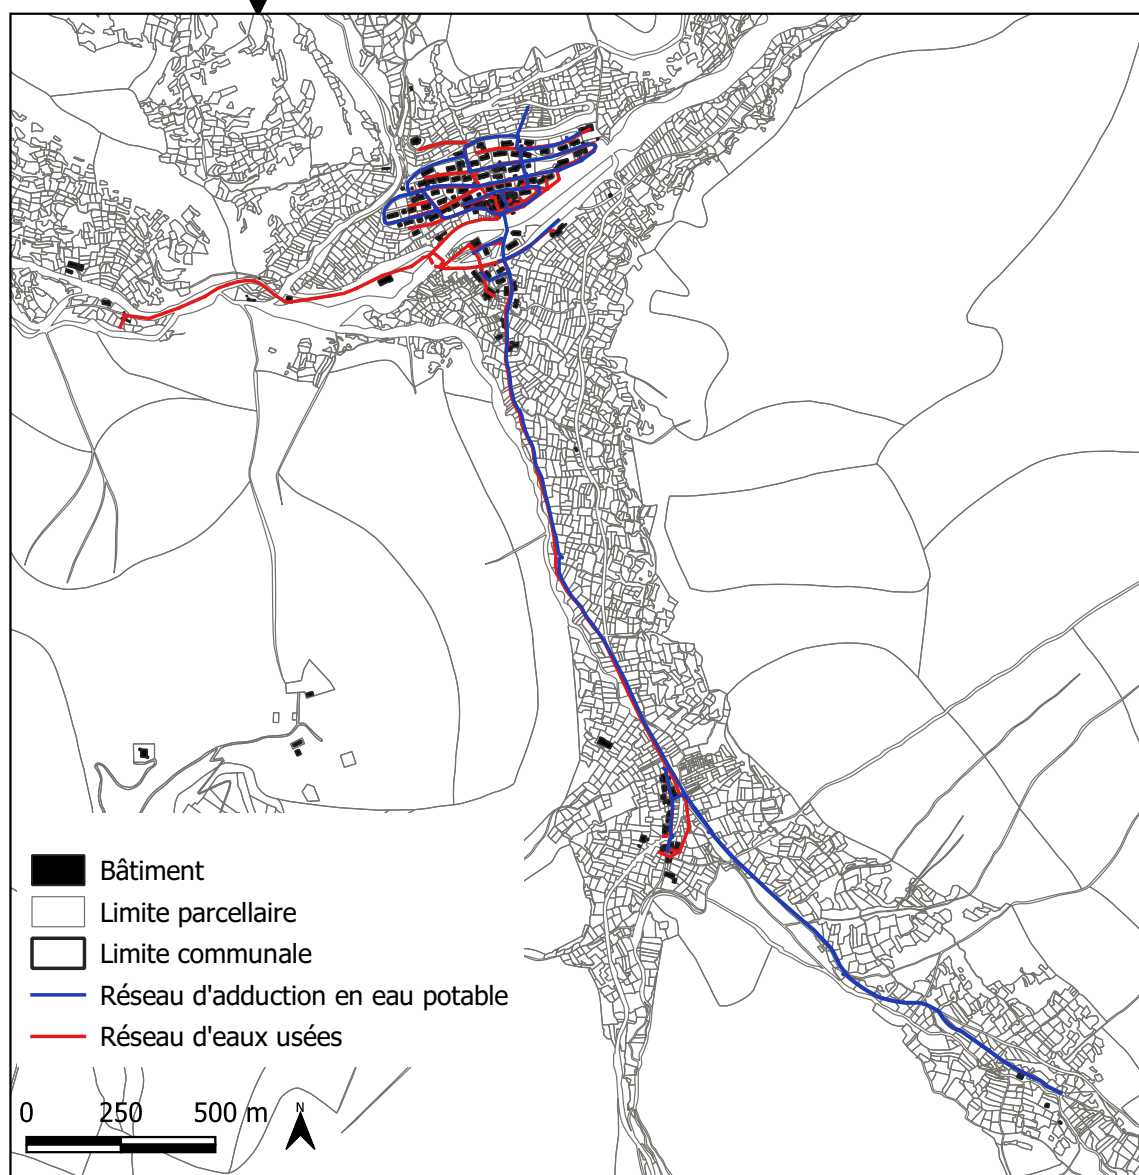 Bâtiment
Limite parcellaire
Limite communale
Réseau d'adduction en eau potable
Réseau d'eaux usées
0 250 500 m
N